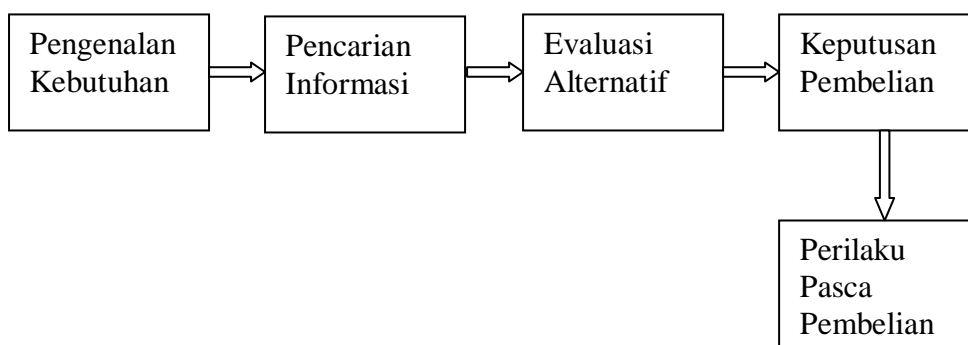 Pengenalan
Kebutuhan
Pencarian
Informasi
Evaluasi
Alternatif
Keputusan
Pembelian
Perilaku
Pasca
Pembelian